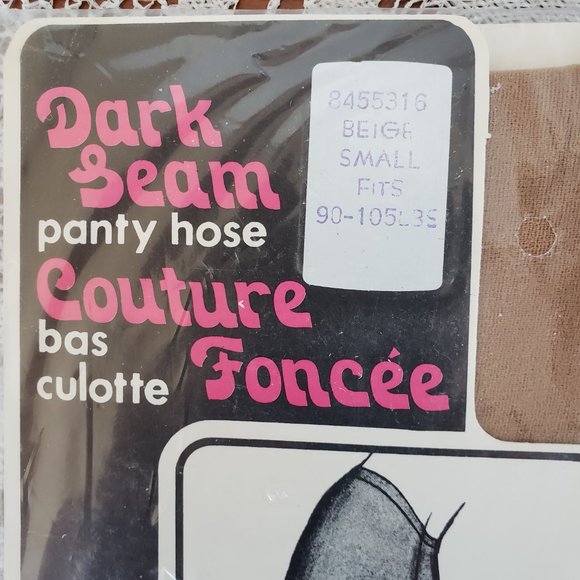 Dark
Seam
panty hose
Couture
bas
culotte
Foncée
8455316
BEIGE
SMALL
FITS
90-105LBS